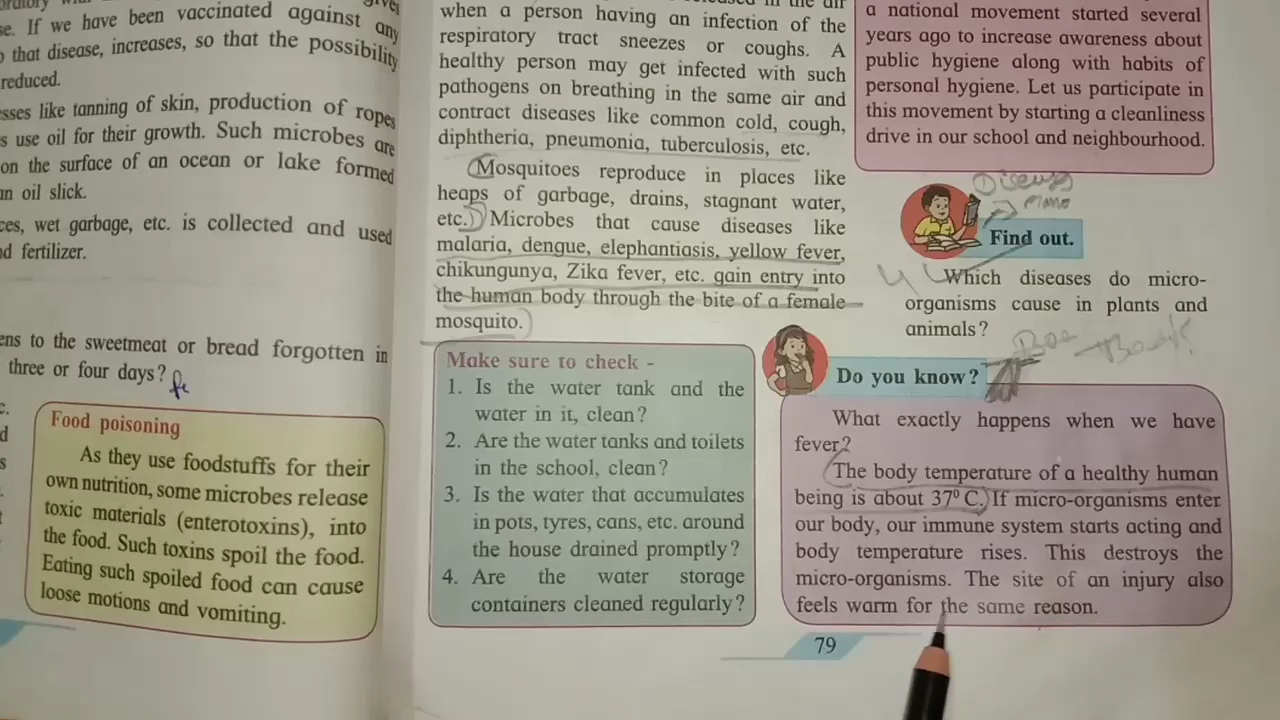 se. If we have been vaccinated against any
that disease, increases, so that the possibility
reduced.
esses like tanning of skin, production of ropes
s use oil for their growth. Such microbes are
on the surface of an ocean or lake formed
an oil slick.
ces, wet garbage, etc. is collected and used
nd fertilizer.
ens to the sweetmeat or bread forgotten in
three or four days?
Food poisoning
As they use foodstuffs for their
own nutrition, some microbes release
toxic materials (enterotoxins), into
the food. Such toxins spoil the food.
Eating such spoiled food can cause
loose motions and vomiting.
when a person having an infection of the
respiratory tract sneezes or coughs. A
healthy person may get infected with such
pathogens on breathing in the same air and
contract diseases like common cold, cough,
diphtheria, pneumonia, tuberculosis, etc.
Mosquitoes reproduce in places like
heaps of garbage, drains, stagnant water,
etc. Microbes that cause diseases like
malaria, dengue, elephantiasis, yellow fever,
chikungunya, Zika fever, etc. gain entry into
the human body through the bite of a female
mosquito.
Make sure to check -
1. Is the water tank and the
water in it, clean?
2. Are the water tanks and toilets
in the school, clean?
3. Is the water that accumulates
in pots, tyres, cans, etc. around
the house drained promptly?
4. Are the water storage
containers cleaned regularly?
a national movement started several
years ago to increase awareness about
public hygiene along with habits of
personal hygiene. Let us participate in
this movement by starting a cleanliness
drive in our school and neighbourhood.
Find out.
Which diseases do micro-
organisms cause in plants and
animals?
Do you know?
What exactly happens when we have
fever?
The body temperature of a healthy human
being is about 37⁰ C. If micro-organisms enter
our body, our immune system starts acting and
body temperature rises. This destroys the
micro-organisms. The site of an injury also
feels warm for the same reason.
79